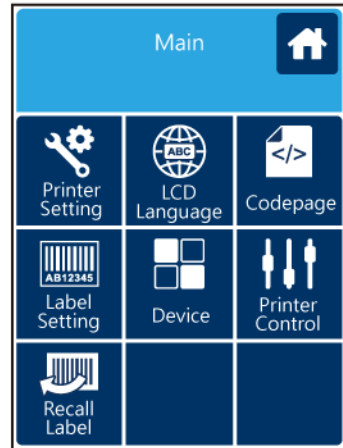 Main
ABC
</>
Printer
Setting
LCD
Language
Codepage
AB12345
Label
Setting
Device
Printer
Control
Recall
Label